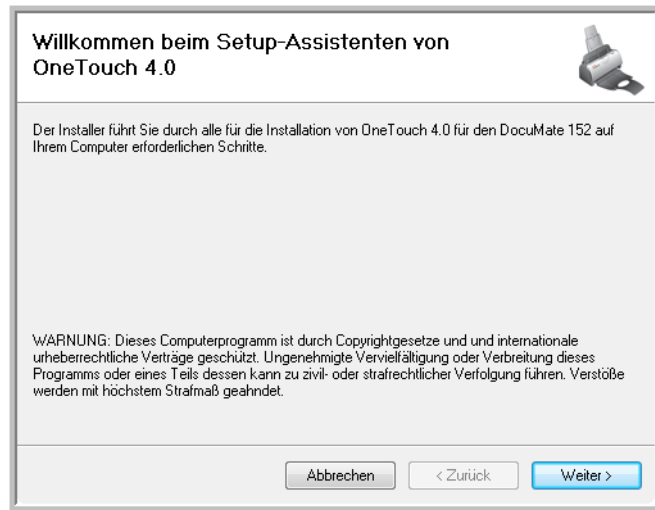 Willkommen beim Setup-Assistenten von
OneTouch 4.0
Der Installer führt Sie durch alle für die Installation von OneTouch 4.0 für den DocuMate 152 auf
Ihrem Computer erforderlichen Schritte.
WARNUNG: Dieses Computerprogramm ist durch Copyrightgesetze und und internationale
urheberrechtliche Verträge geschützt. Ungenehmigte Vervielfältigung oder Verbreitung dieses
Programms oder eines Teils dessen kann zu zivil- oder strafrechtlicher Verfolgung führen. Verstöße
werden mit höchstem Strafmaß geahndet.
Abbrechen < Zurück Weiter >